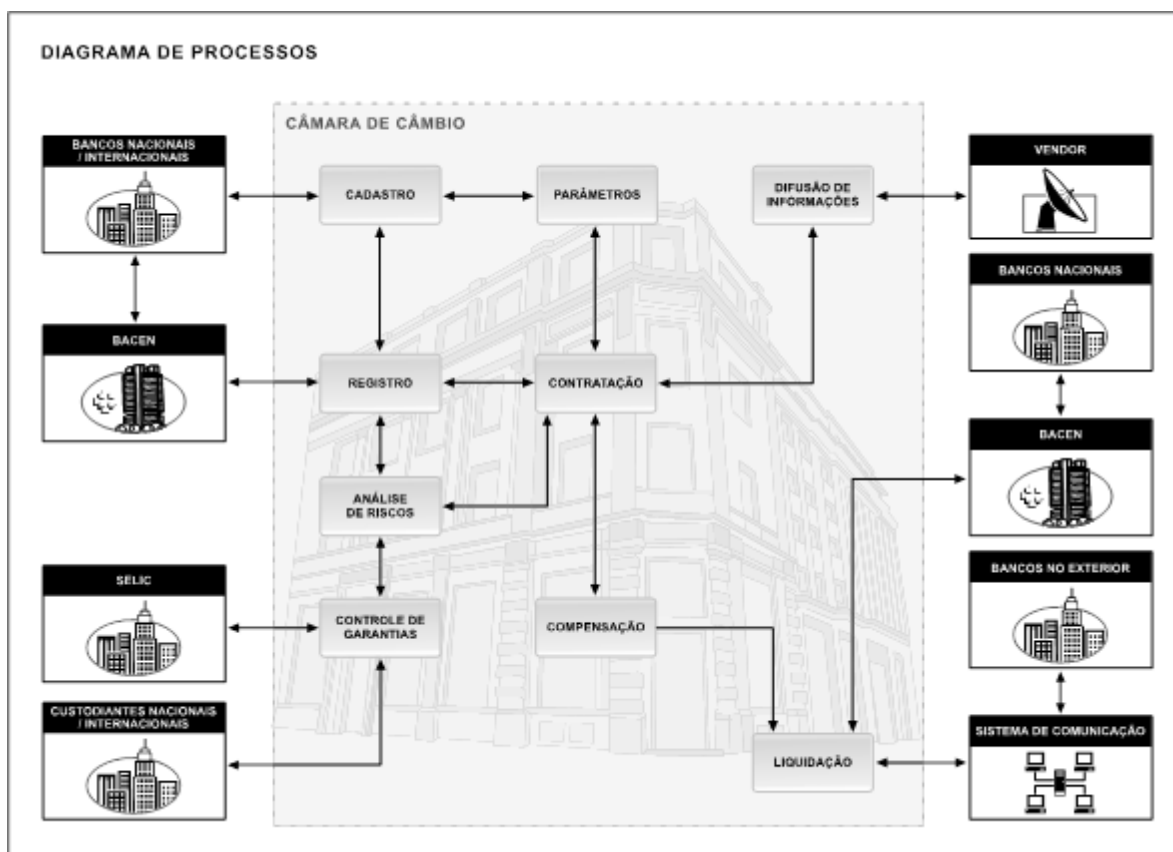 DIAGRAMA DE PROCESSOS
CÂMARA DE CÂMBIO
BANCOS NACIONAIS
/ INTERNACIONAIS
CADASTRO
PARÂMETROS
DIFUSÃO DE
INFORMAÇÕES
VENDOR
BANCOS NACIONAIS
BACEN
REGISTRO
CONTRATAÇÃO
BACEN
ANÁLISE
DE RISCOS
SELIC
CONTROLE DE
GARANTIAS
COMPENSAÇÃO
BANCOS NO EXTERIOR
CUSTODIANTES NACIONAIS
/ INTERNACIONAIS
LIQUIDAÇÃO
SISTEMA DE COMUNICAÇÃO